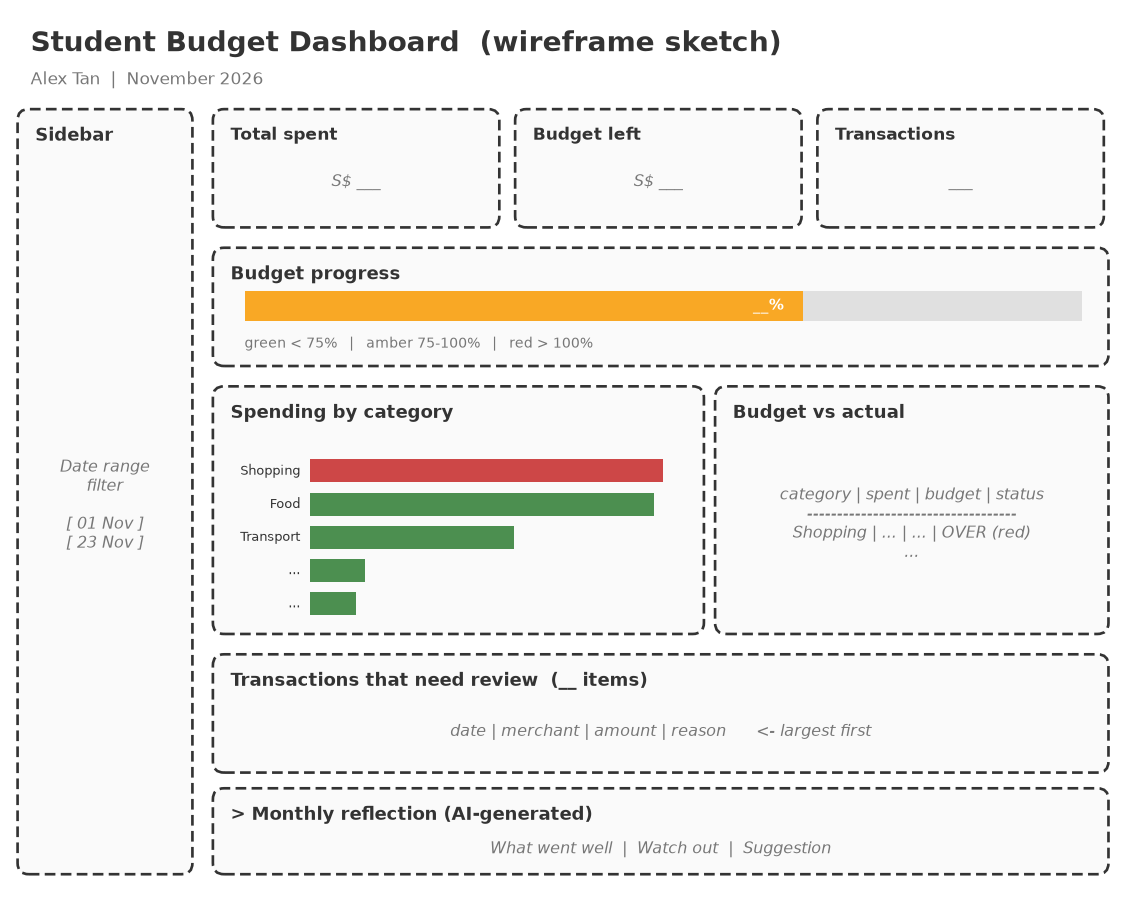 Student Budget Dashboard (wireframe sketch)
Alex Tan | November 2026
Sidebar
Date range
filter
[ 01 Nov ]
[ 23 Nov ]
Total spent
S$ ___
Budget left
S$ ___
Transactions
___
Budget progress
__%
green < 75% | amber 75-100% | red > 100%
Spending by category
Shopping
Food
Transport
...
...
Budget vs actual
category | spent | budget | status
-----------------------------------
Shopping | ... | ... | OVER (red)
...
Transactions that need review (__ items)
date | merchant | amount | reason <- largest first
> Monthly reflection (AI-generated)
What went well | Watch out | Suggestion